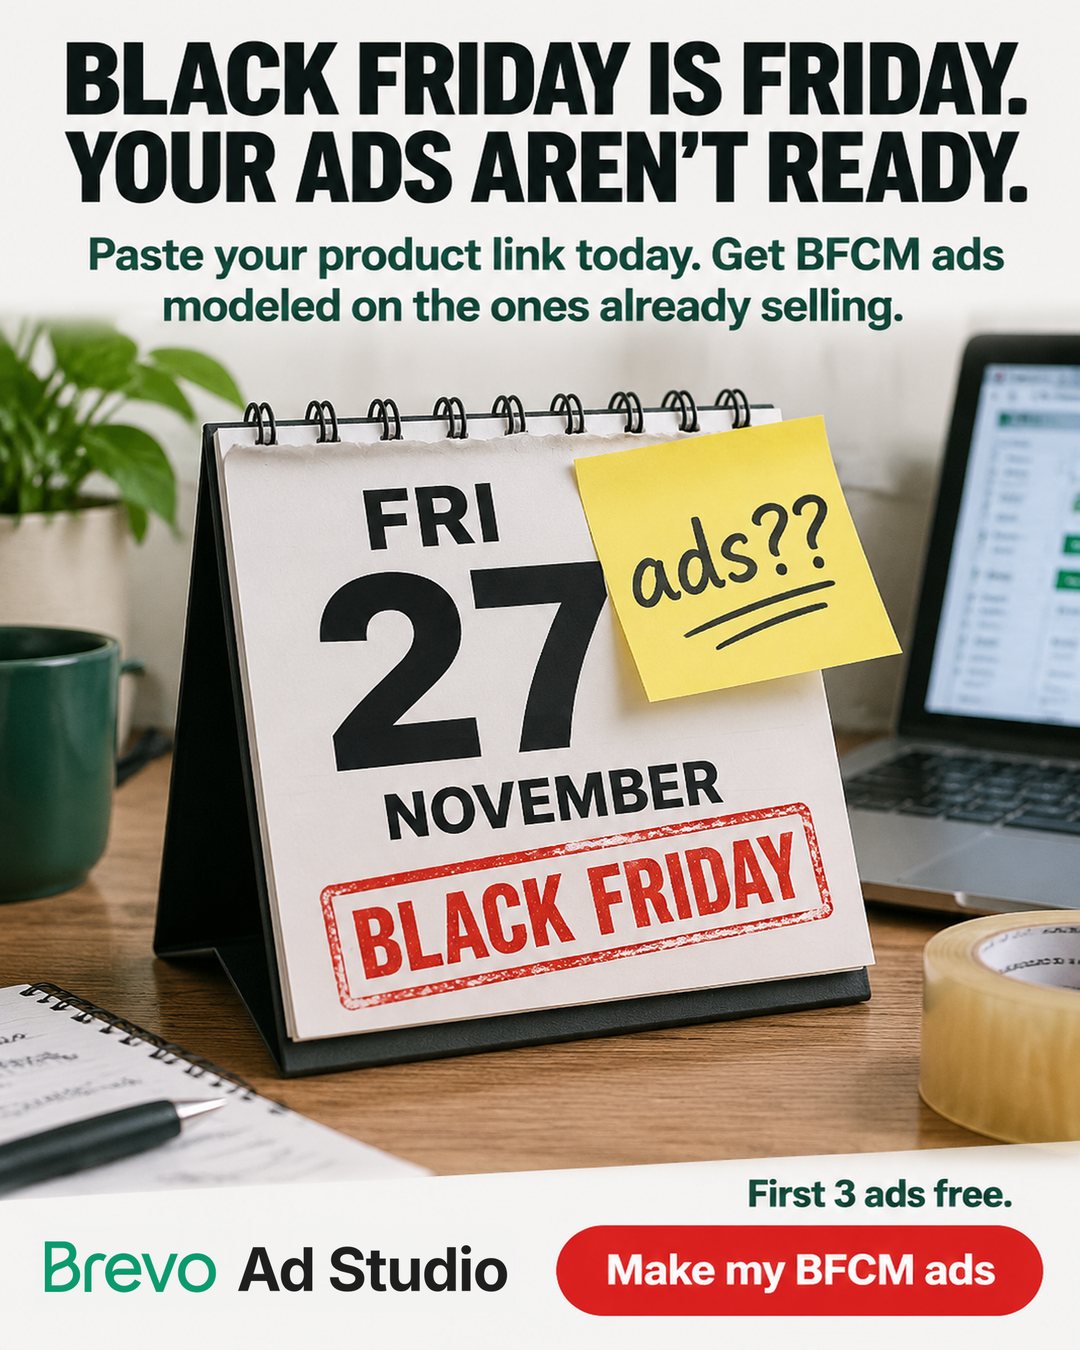 BLACK FRIDAY IS FRIDAY.
YOUR ADS AREN'T READY.
Paste your product link today. Get BFCM ads
modeled on the ones already selling.
FRI
27
NOVEMBER
BLACK FRIDAY
ads??
First 3 ads free.
Brevo Ad Studio
Make my BFCM ads